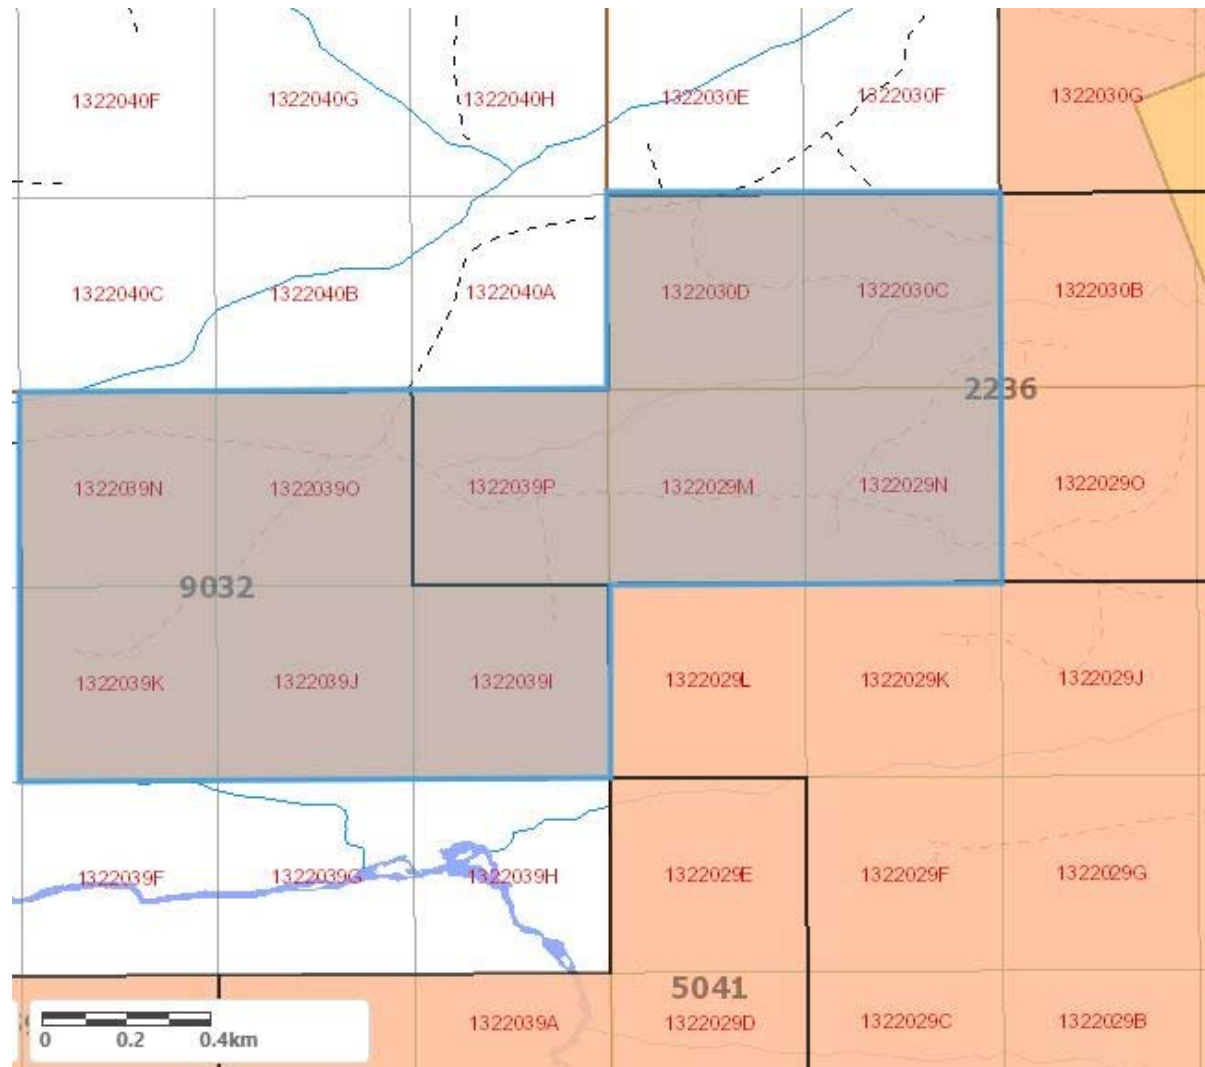 1322040F 1322040G 1322040H 1322030E 1322030F 1322030G
1322040C 1322040B 1322040A 1322030D 1322030C 1322030B
2236
1322039N 1322039O 1322039P 1322029M 1322029N 1322029O
9032
1322039K 1322039J 1322039I 1322029L 1322029K 1322029J
1322039F 1322039G 1322039H 1322029E 1322029F 1322029G
5041
1322039A 1322029D 1322029C 1322029B
0 0.2 0.4km